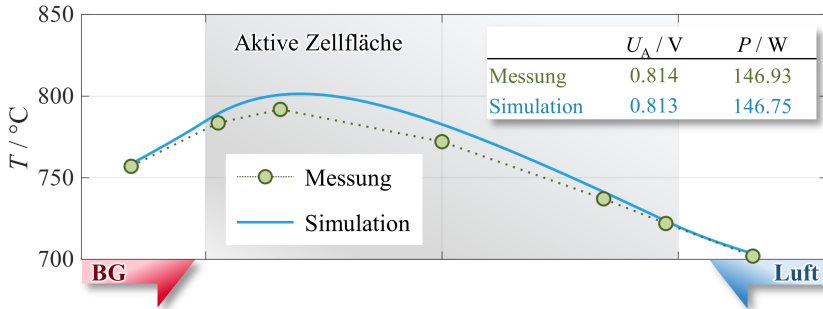 850
800
750
700
T / °C
Aktive Zellfläche
U_A / V P / W
Messung 0.814 146.93
Simulation 0.813 146.75
Messung
Simulation
BG
Luft